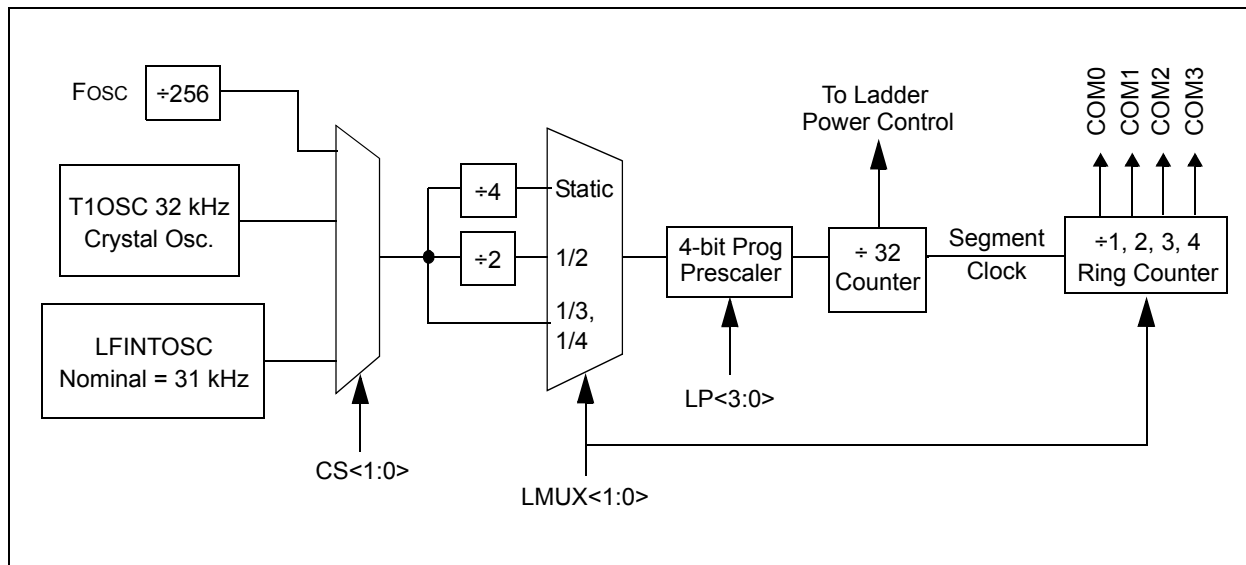 FOSC
÷256
T1OSC 32 kHz
Crystal Osc.
LFINTOSC
Nominal = 31 kHz
CS<1:0>
÷4
÷2
Static
1/2
1/3,
1/4
LMUX<1:0>
4-bit Prog
Prescaler
LP<3:0>
To Ladder
Power Control
÷ 32
Counter
Segment
Clock
COM0
COM1
COM2
COM3
÷1, 2, 3, 4
Ring Counter